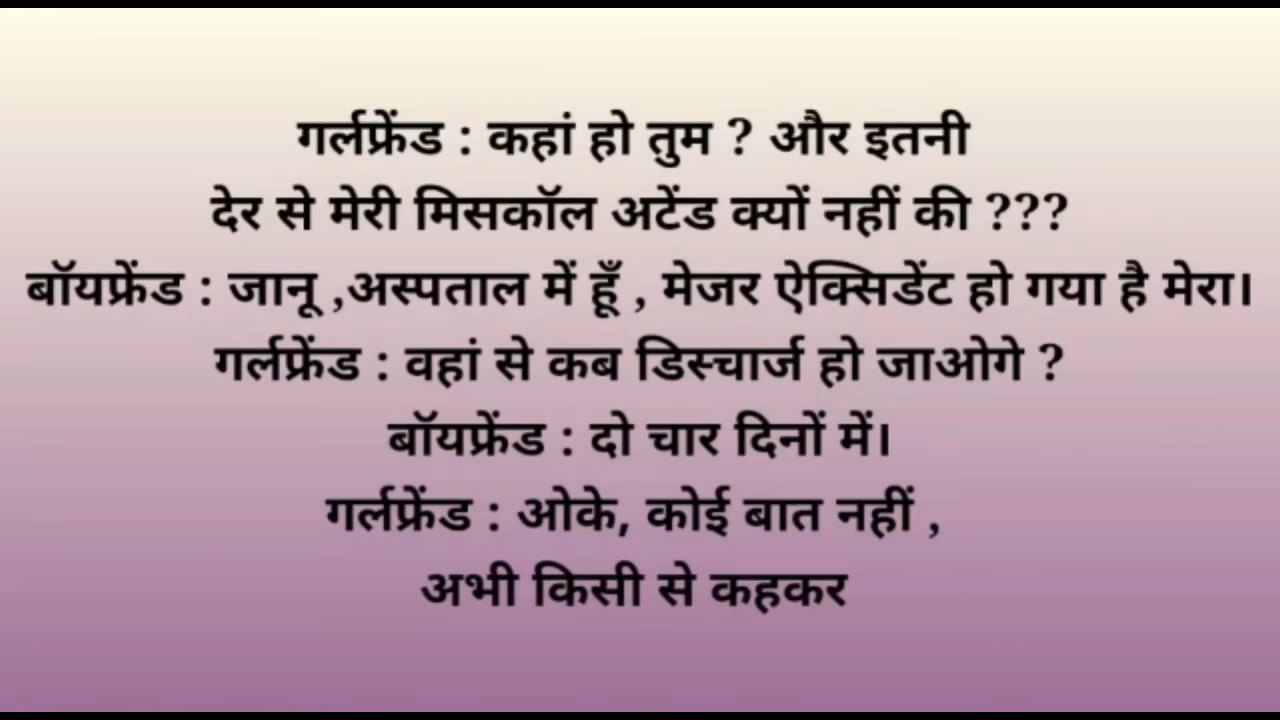 गर्लफ्रेंड : कहां हो तुम ? और इतनी
देर से मेरी मिसकॉल अटेंड क्यों नहीं की ???
बॉयफ्रेंड : जानू ,अस्पताल में हूँ , मेजर ऐक्सिडेंट हो गया है मेरा।
गर्लफ्रेंड : वहां से कब डिस्चार्ज हो जाओगे ?
बॉयफ्रेंड : दो चार दिनों में।
गर्लफ्रेंड : ओके, कोई बात नहीं ,
अभी किसी से कहकर